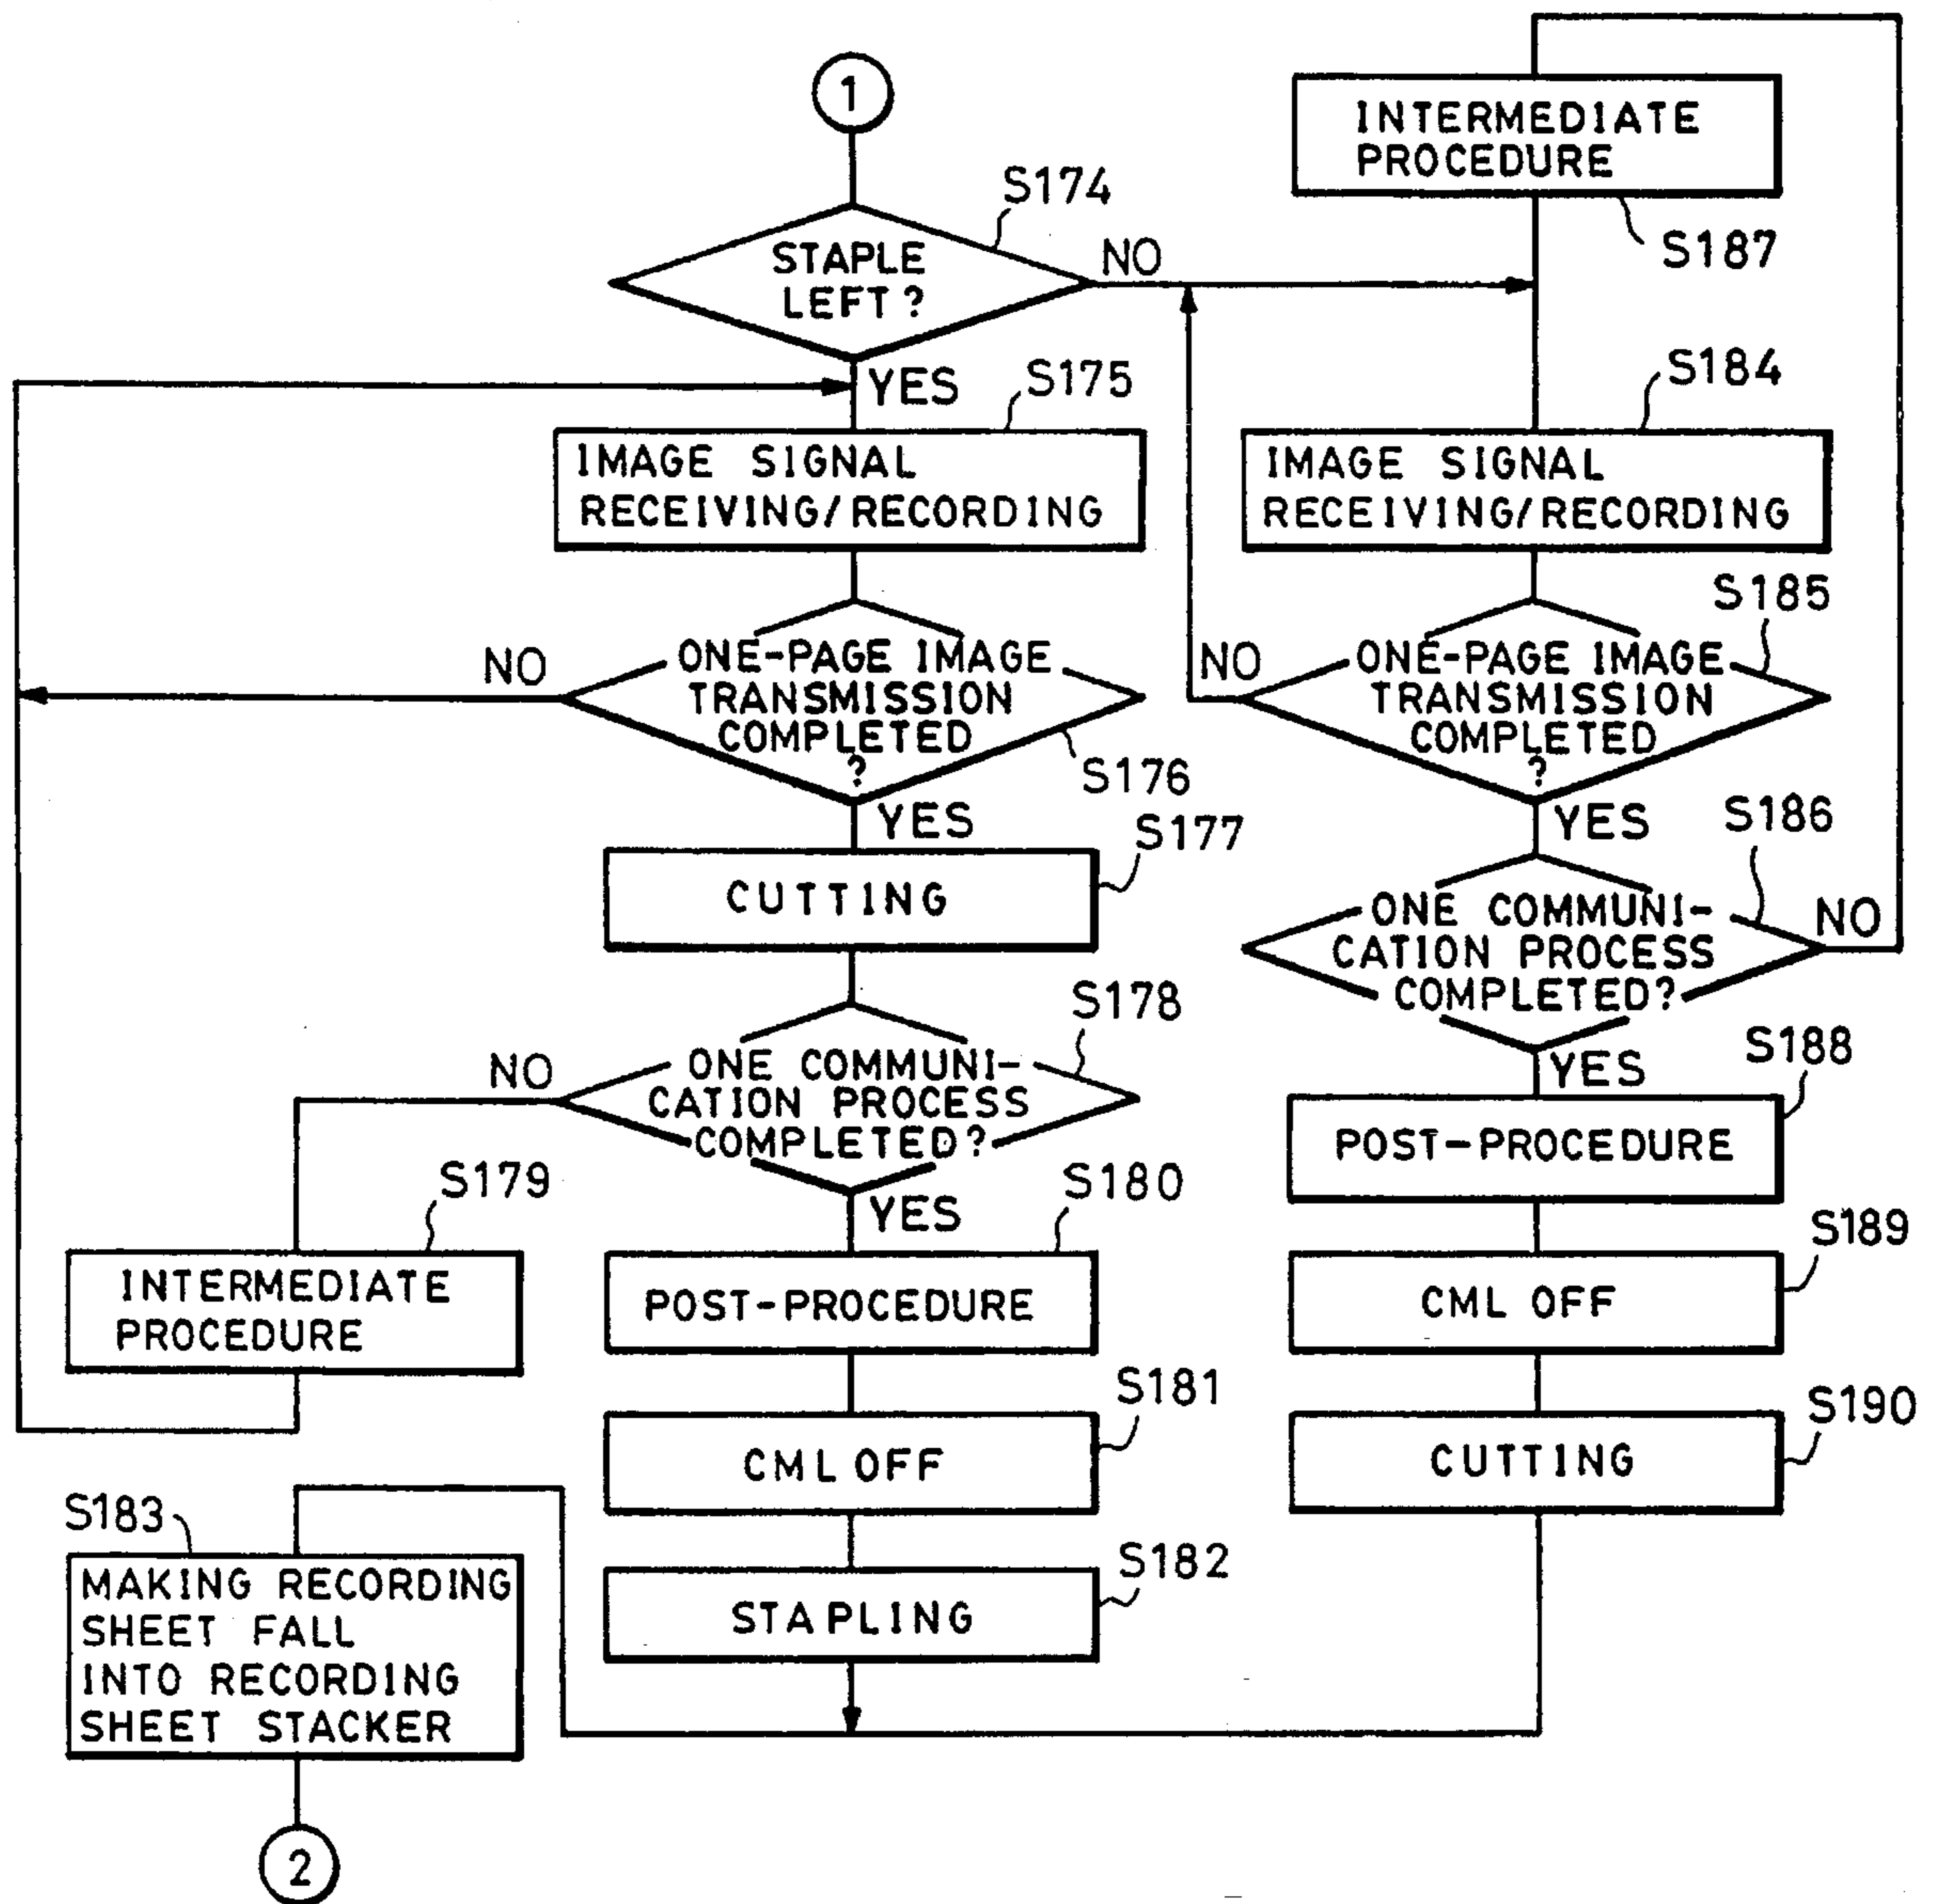 1
S174
STAPLE
LEFT?
NO
YES
S175
IMAGE SIGNAL
RECEIVING/RECORDING
NO
ONE-PAGE IMAGE
TRANSMISSION
COMPLETED
?
S176
YES
S177
CUTTING
S178
NO
ONE COMMUNI-
CATION PROCESS
COMPLETED?
YES
S179
INTERMEDIATE
PROCEDURE
S180
POST-PROCEDURE
S181
CML OFF
S182
STAPLING
S183
MAKING RECORDING
SHEET FALL
INTO RECORDING
SHEET STACKER
2
INTERMEDIATE
PROCEDURE
S187
S184
IMAGE SIGNAL
RECEIVING/RECORDING
S185
NO
ONE-PAGE IMAGE
TRANSMISSION
COMPLETED
?
YES
S186
ONE COMMUNI-
CATION PROCESS
COMPLETED?
NO
YES
S188
POST-PROCEDURE
S189
CML OFF
S190
CUTTING